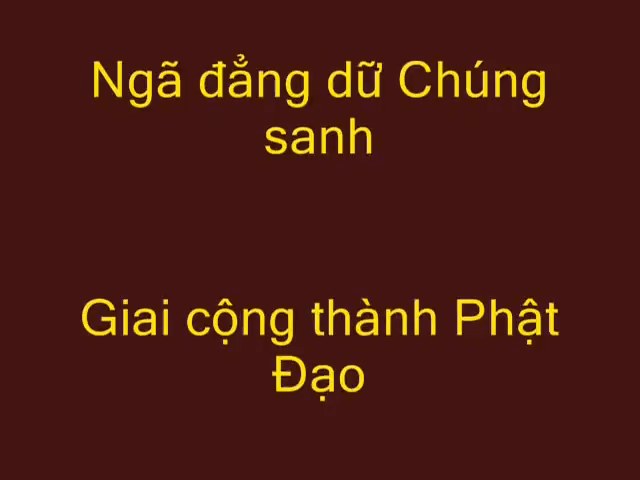 Ngã đẳng dữ Chúng
sanh
Giai cộng thành Phật
Đạo